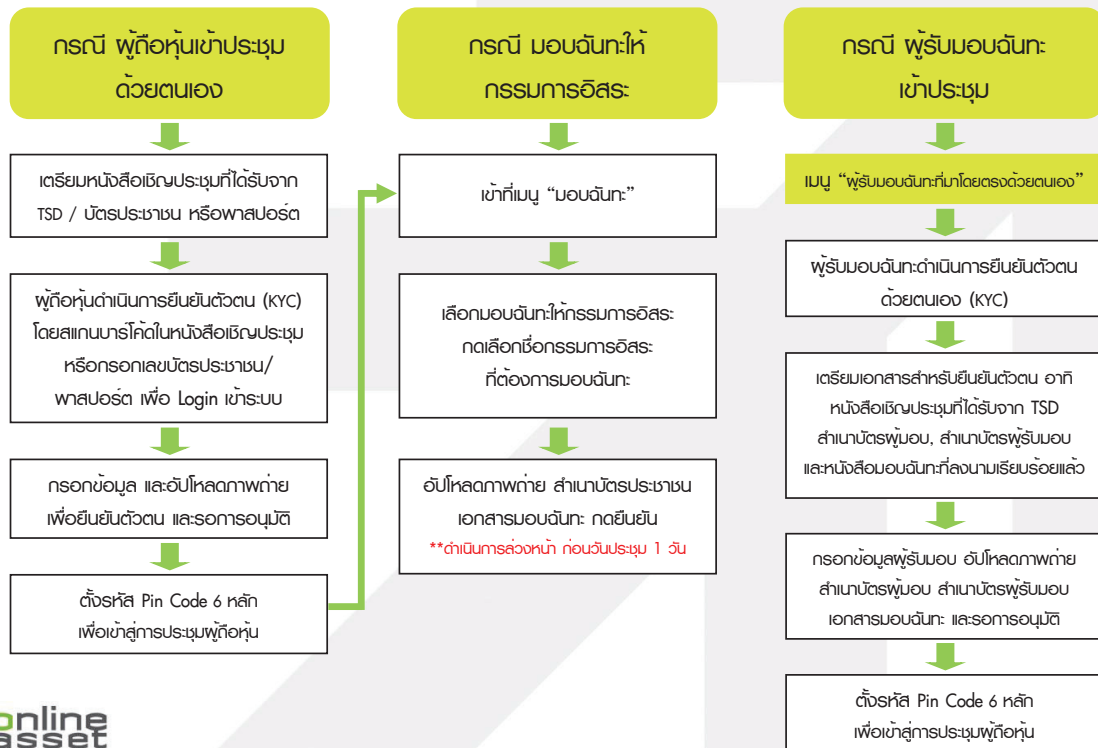 กรณี ผู้ถือหุ้นเข้าประชุม
ด้วยตนเอง
เตรียมหนังสือเชิญประชุมที่ได้รับจาก
TSD / บัตรประชาชน หรือพาสปอร์ต
ผู้ถือหุ้นดำเนินการยืนยันตัวตน (KYC)
โดยสแกนบาร์โค้ดในหนังสือเชิญประชุม
หรือกรอกเลขบัตรประชาชน/
พาสปอร์ต เพื่อ Login เข้าระบบ
กรอกข้อมูล และอัปโหลดภาพถ่าย
เพื่อยืนยันตัวตน และรอการอนุมัติ
ตั้งรหัส Pin Code 6 หลัก
เพื่อเข้าสู่การประชุมผู้ถือหุ้น
กรณี มอบฉันทะให้
กรรมการอิสระ
เข้าที่เมนู “มอบฉันทะ”
เลือกมอบฉันทะให้กรรมการอิสระ
กดเลือกชื่อกรรมการอิสระ
ที่ต้องการมอบฉันทะ
อัปโหลดภาพถ่าย สำเนาบัตรประชาชน
เอกสารมอบฉันทะ กดยืนยัน
**ดำเนินการล่วงหน้า ก่อนวันประชุม 1 วัน
กรณี ผู้รับมอบฉันทะ
เข้าประชุม
เมนู “ผู้รับมอบฉันทะที่มาโดยตรงด้วยตนเอง”
ผู้รับมอบฉันทะดำเนินการยืนยันตัวตน
ด้วยตนเอง (KYC)
เตรียมเอกสารสำหรับยืนยันตัวตน อาทิ
หนังสือเชิญประชุมที่ได้รับจาก TSD
สำเนาบัตรผู้มอบ, สำเนาบัตรผู้รับมอบ
และหนังสือมอบฉันทะที่ลงนามเรียบร้อยแล้ว
กรอกข้อมูลผู้รับมอบ อัปโหลดภาพถ่าย
สำเนาบัตรผู้มอบ สำเนาบัตรผู้รับมอบ
เอกสารมอบฉันทะ และรอการอนุมัติ
ตั้งรหัส Pin Code 6 หลัก
เพื่อเข้าสู่การประชุมผู้ถือหุ้น
online
asset